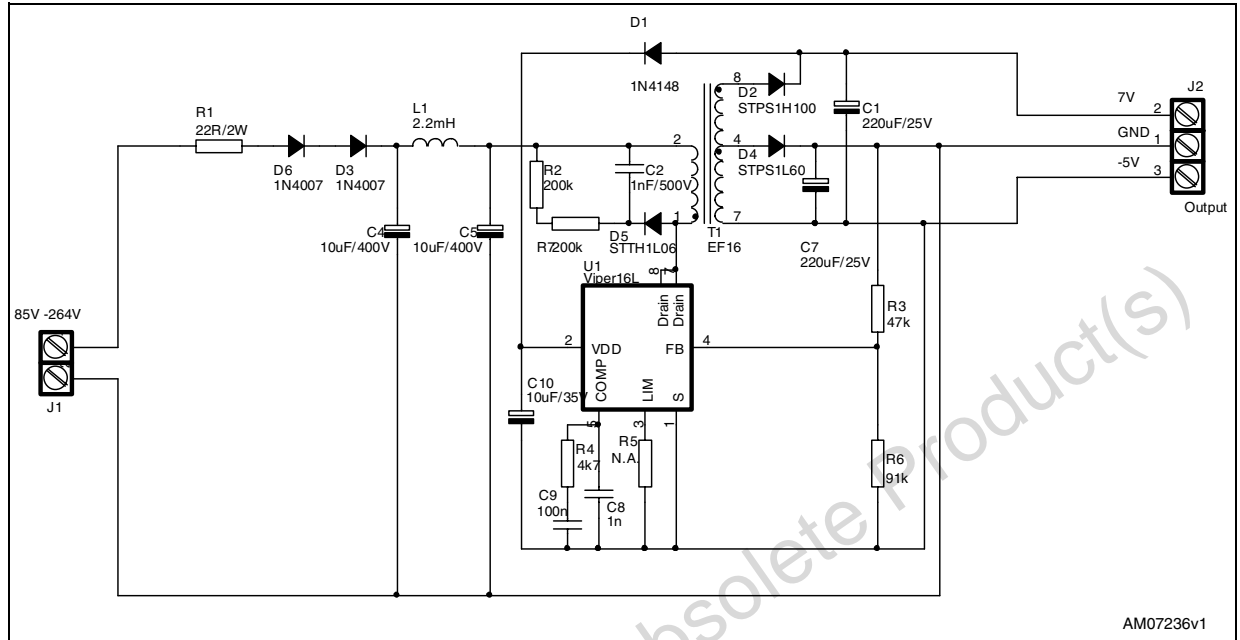 D1
1N4148
8
D2
STPS1H100
C1
220uF/25V
J2
7V
2
GND
1
-5V
3
Output
R1
22R/2W
L1
2.2mH
D6
1N4007
D3
1N4007
R2
200k
C2
1nF/500V
2
4
D4
STPS1L60
C4
10uF/400V
C5
10uF/400V
R7
200k
D5
STTH1L06
1
7
T1
EF16
C7
220uF/25V
U1
Viper16L
8
7
Drain
Drain
R3
47k
85V -264V
J1
2
VDD
FB
4
COMP
LIM
S
C10
10uF/35V
5
3
1
R4
4k7
R5
N.A.
R6
91k
C9
100n
C8
1n
bsolete Product(s)
AM07236v1